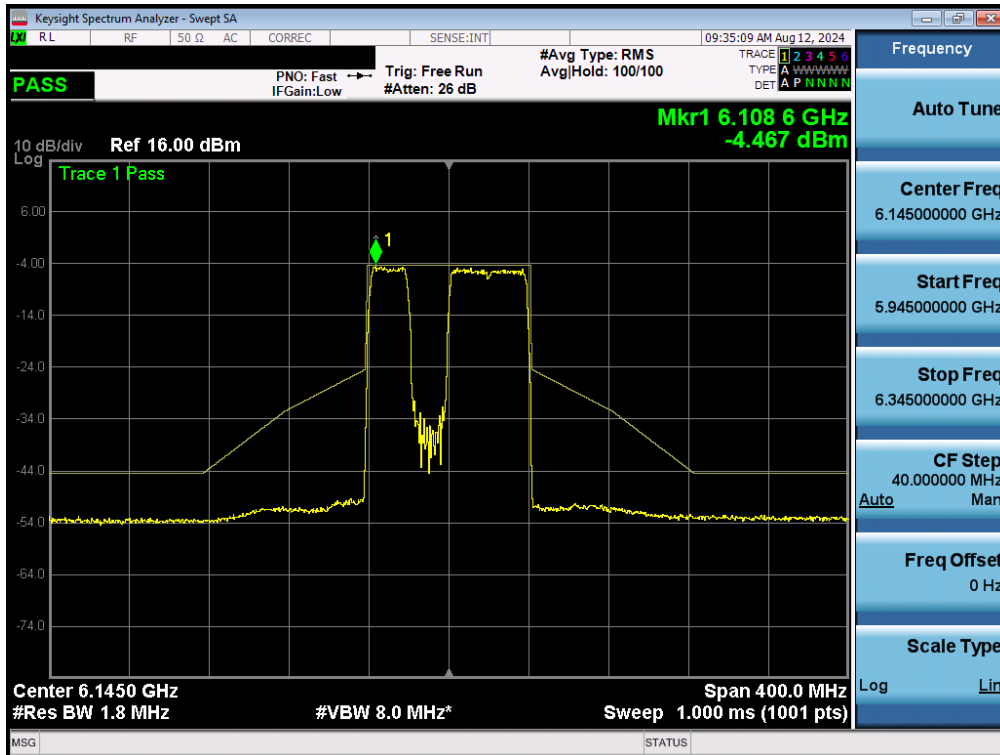 Keysight Spectrum Analyzer - Swept SA
LXI RL RF 50 Ω AC CORREC SENSE:INT 09:35:09 AM Aug 12, 2024
PASS
PNO: Fast
IFGain:Low
Trig: Free Run
#Atten: 26 dB
#Avg Type: RMS
Avg|Hold: 100/100
TRACE 1 2 3 4 5 6
TYPE A WWWWW
DET A P N N N N
Mkr1 6.108 6 GHz
-4.467 dBm
10 dB/div Ref 16.00 dBm
Log
Trace 1 Pass
1
6.00
-4.00
-14.0
-24.0
-34.0
-44.0
-54.0
-64.0
-74.0
Center 6.1450 GHz Span 400.0 MHz
#Res BW 1.8 MHz #VBW 8.0 MHz* Sweep 1.000 ms (1001 pts)
MSG STATUS
Frequency
Auto Tune
Center Freq
6.145000000 GHz
Start Freq
5.945000000 GHz
Stop Freq
6.345000000 GHz
CF Step
40.000000 MHz
Auto Man
Freq Offset
0 Hz
Scale Type
Log Lin